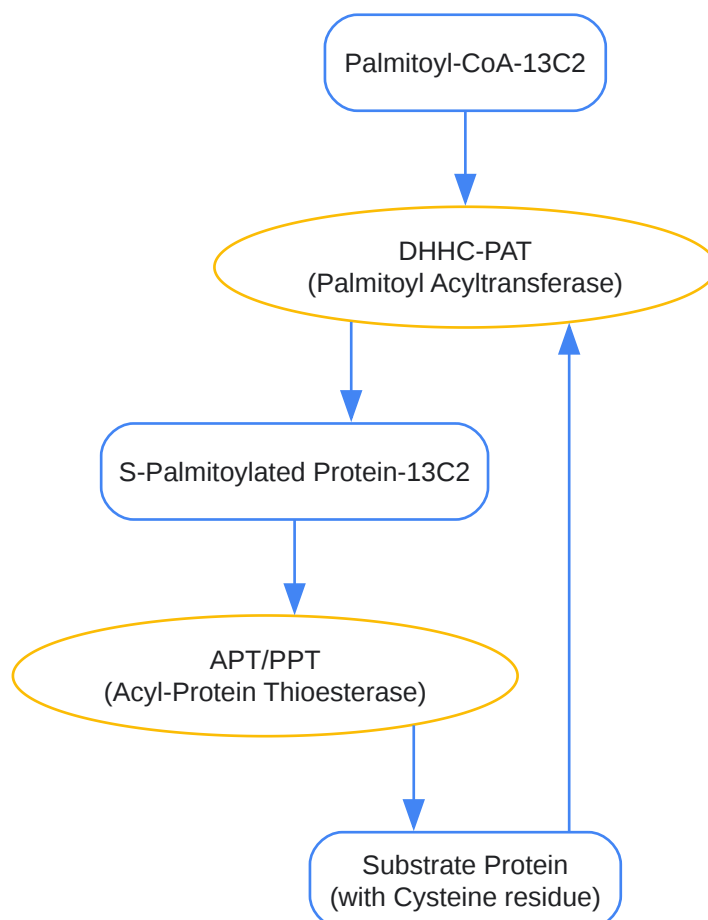 Palmitoyl-CoA-13C2
DHHC-PAT
(Palmitoyl Acyltransferase)
S-Palmitoylated Protein-13C2
APT/PPT
(Acyl-Protein Thioesterase)
Substrate Protein
(with Cysteine residue)